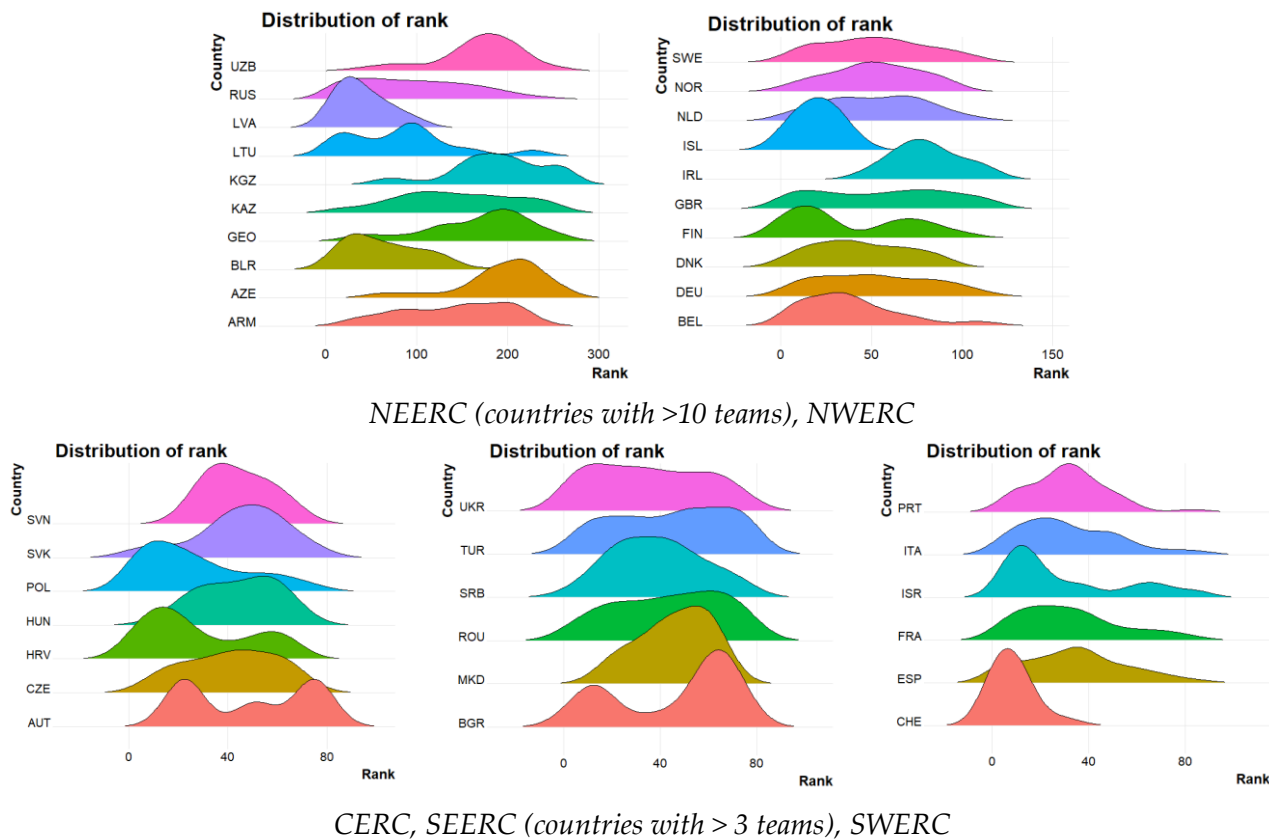 Distribution of rank
Country
UZB
RUS
LVA
LTU
KGZ
KAZ
GEO
BLR
AZE
ARM
0 100 200 300
Rank
Distribution of rank
Country
SWE
NOR
NLD
ISL
IRL
GBR
FIN
DNK
DEU
BEL
0 50 100 150
Rank
NEERC (countries with >10 teams), NWERC
Distribution of rank
Country
SVN
SVK
POL
HUN
HRV
CZE
AUT
0 40 80
Rank
Distribution of rank
Country
UKR
TUR
SRB
ROU
MKD
BGR
0 40 80
Rank
Distribution of rank
Country
PRT
ITA
ISR
FRA
ESP
CHE
0 40 80
Rank
CERC, SEERC (countries with > 3 teams), SWERC